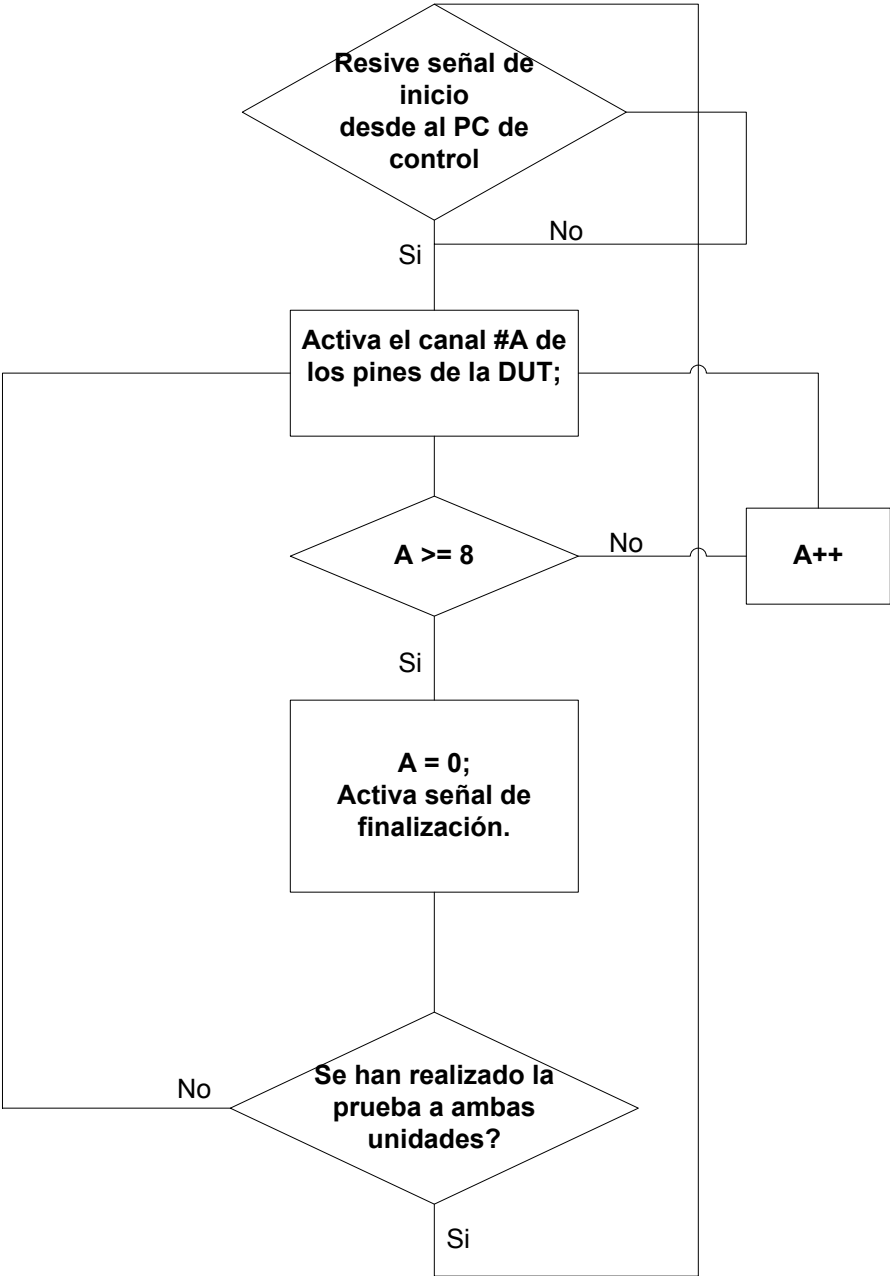 Resive señal de
inicio
desde al PC de
control
No
Si
Activa el canal #A de
los pines de la DUT;
A >= 8
No
A++
Si
A = 0;
Activa señal de
finalización.
Se han realizado la
prueba a ambas
unidades?
No
Si